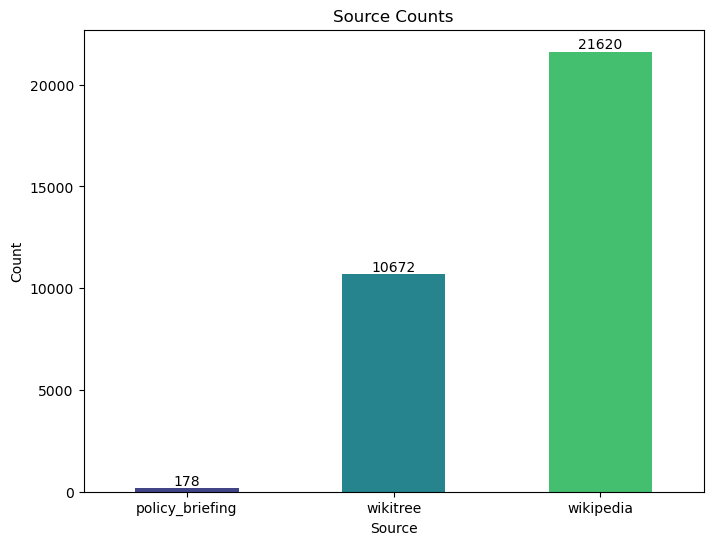 Source Counts
21620
20000
15000
10672
10000
5000
178
0
Count
policy_briefing
wikitree
wikipedia
Source